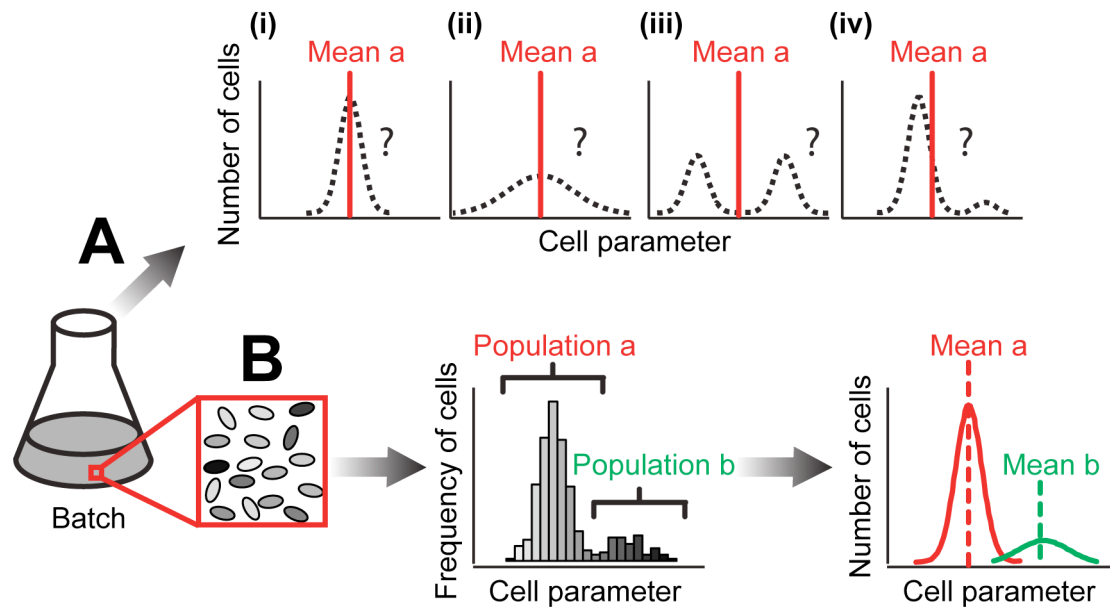 (i)
(ii)
(iii)
(iv)
Mean a
Mean a
Mean a
Mean a
Number of cells
?
?
?
?
Cell parameter
A
Batch
B
Population a
Population b
Frequency of cells
Cell parameter
Mean a
Mean b
Number of cells
Cell parameter